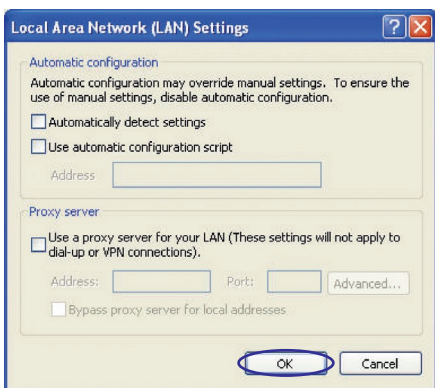 Local Area Network (LAN) Settings
Automatic configuration
Automatic configuration may override manual settings. To ensure the
use of manual settings, disable automatic configuration.
Automatically detect settings
Use automatic configuration script
Address
Proxy server
Use a proxy server for your LAN (These settings will not apply to
dial-up or VPN connections).
Address: Port: Advanced...
Bypass proxy server for local addresses
OK Cancel